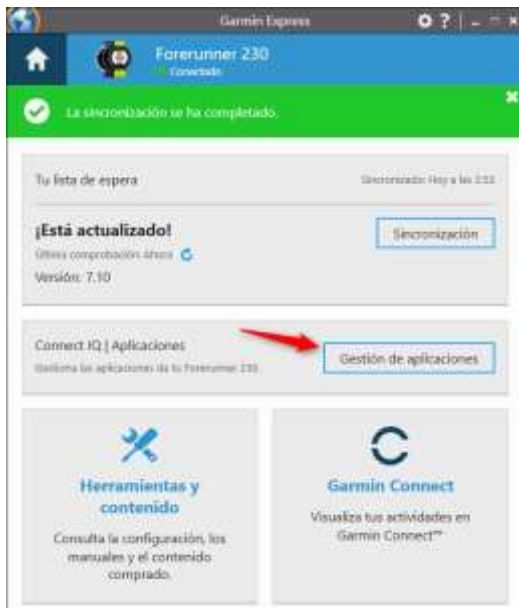 Garmin Express
Forerunner 230
Conectado
La sincronización se ha completado.
Tu lista de espera
Sincronizado: Hoy a las 2:53
¡Está actualizado!
Sincronización
Última comprobación: Ahora
Versión: 7.10
Connect IQ | Aplicaciones
Gestión de aplicaciones
Gestiona las aplicaciones de tu Forerunner 230.
Herramientas y
contenido
Consulta la configuración, los
manuales y el contenido
comprado.
Garmin Connect
Visualiza tus actividades en
Garmin Connect™